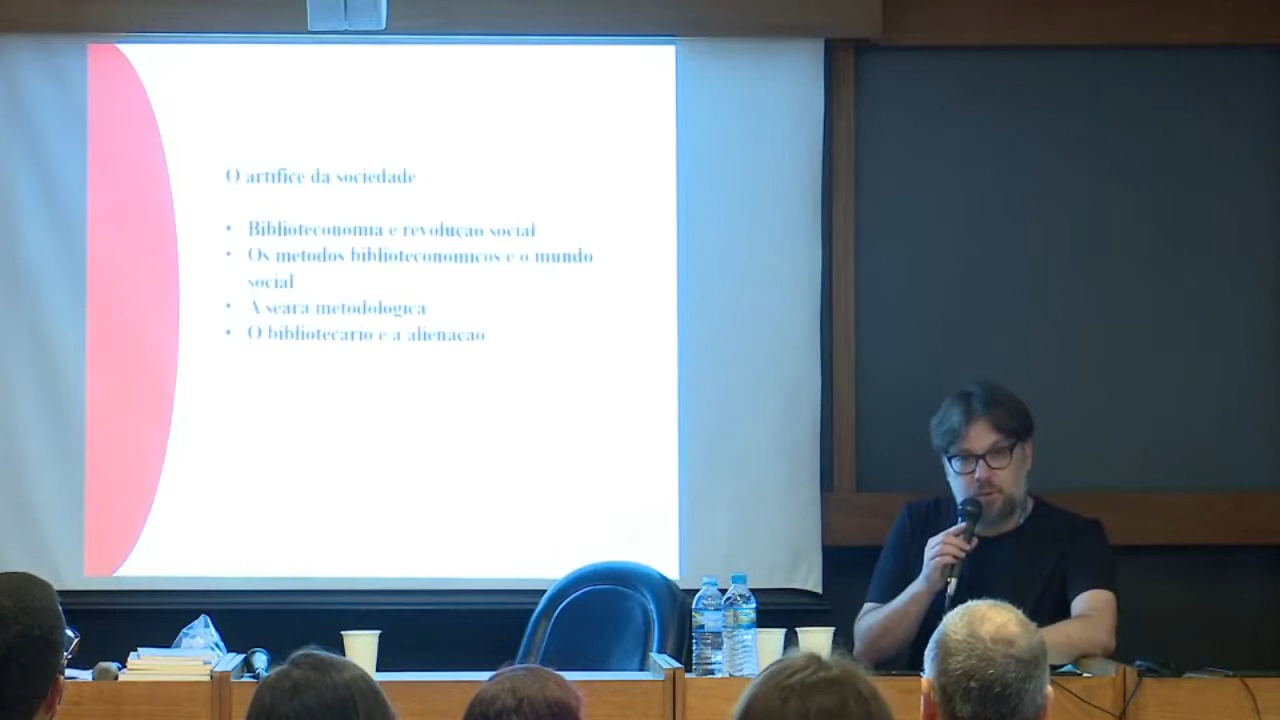 O artífice da sociedade
• Biblioteconomia e revolução social
• Os métodos biblioteconômicos e o mundo
social
• A seara metodológica
• O bibliotecário e a alienação